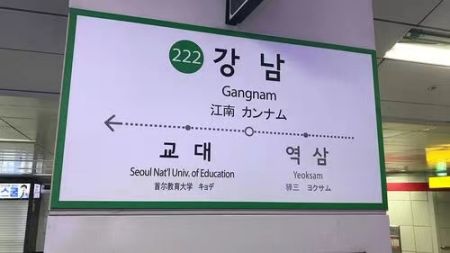 222 강남
Gangnam
江南 カンナム
교대
Seoul Nat'l Univ. of Education
首尔教育大学 キョデ
역삼
Yeoksam
驛三 ヨクサム